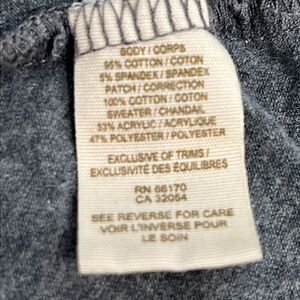 BODY / CORPS
95% COTTON / COTON
5% SPANDEX / SPANDEX
PATCH / CORRECTION
100% COTTON / COTON
SWEATER / CHANDAIL
53% ACRYLIC / ACRYLIQUE
47% POLYESTER / POLYESTER
EXCLUSIVE OF TRIMS /
EXCLUSIVITÉ DES ÉQUILIBRES
RN 66170
CA 32054
SEE REVERSE FOR CARE
VOIR L'INVERSE POUR
LE SOIN